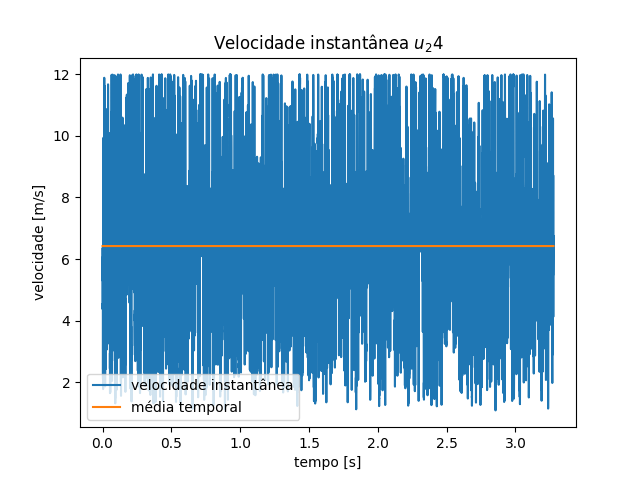 Velocidade instantânea u₂4
12
10
8
6
4
2
velocidade [m/s]
velocidade instantânea
média temporal
0.0 0.5 1.0 1.5 2.0 2.5 3.0
tempo [s]